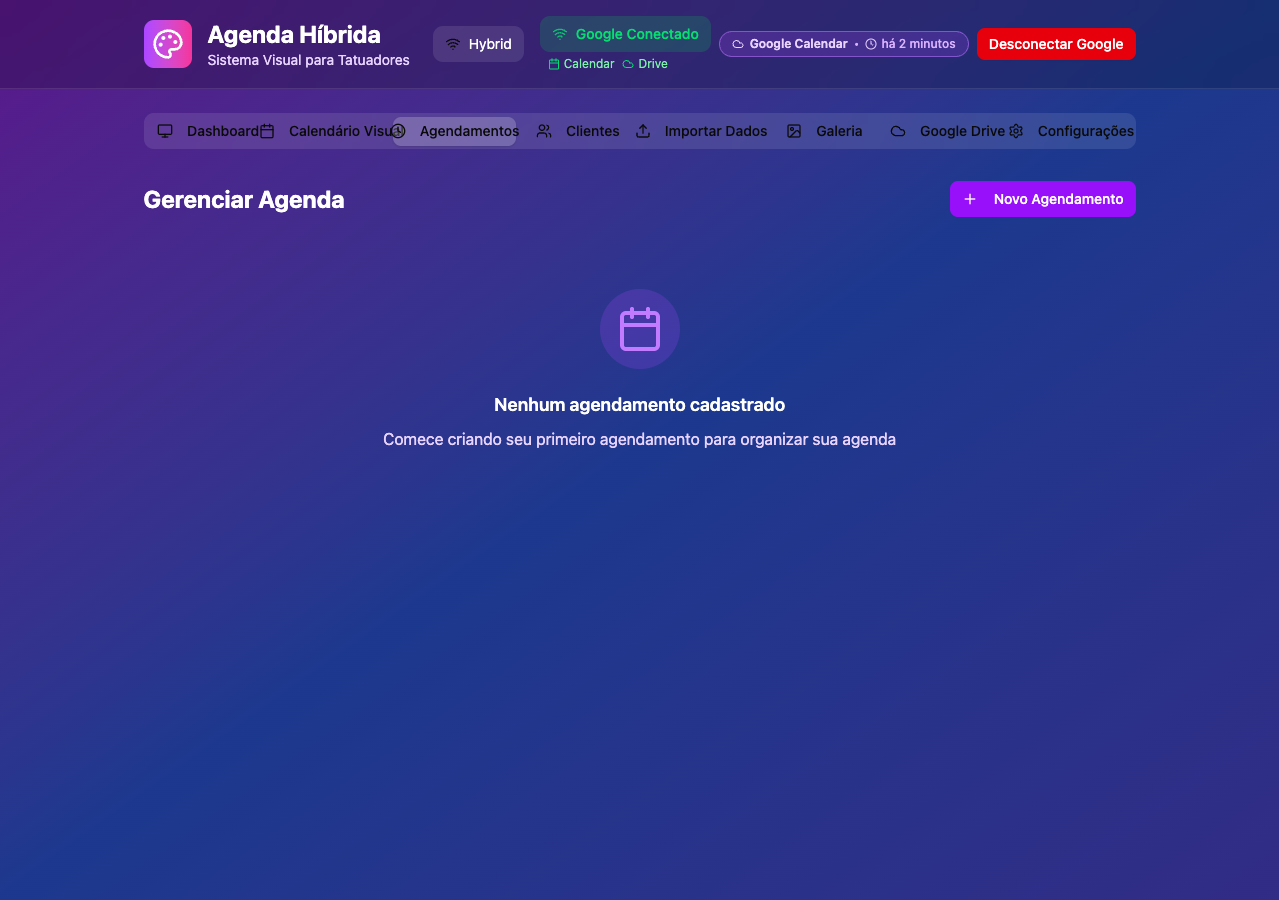 Agenda Híbrida
Sistema Visual para Tatuadores
Hybrid
Google Conectado
Calendar Drive
Google Calendar • há 2 minutos
Desconectar Google
Dashboard Calendário Visu Agendamentos Clientes Importar Dados Galeria Google Drive Configurações
Gerenciar Agenda
Novo Agendamento
Nenhum agendamento cadastrado
Comece criando seu primeiro agendamento para organizar sua agenda